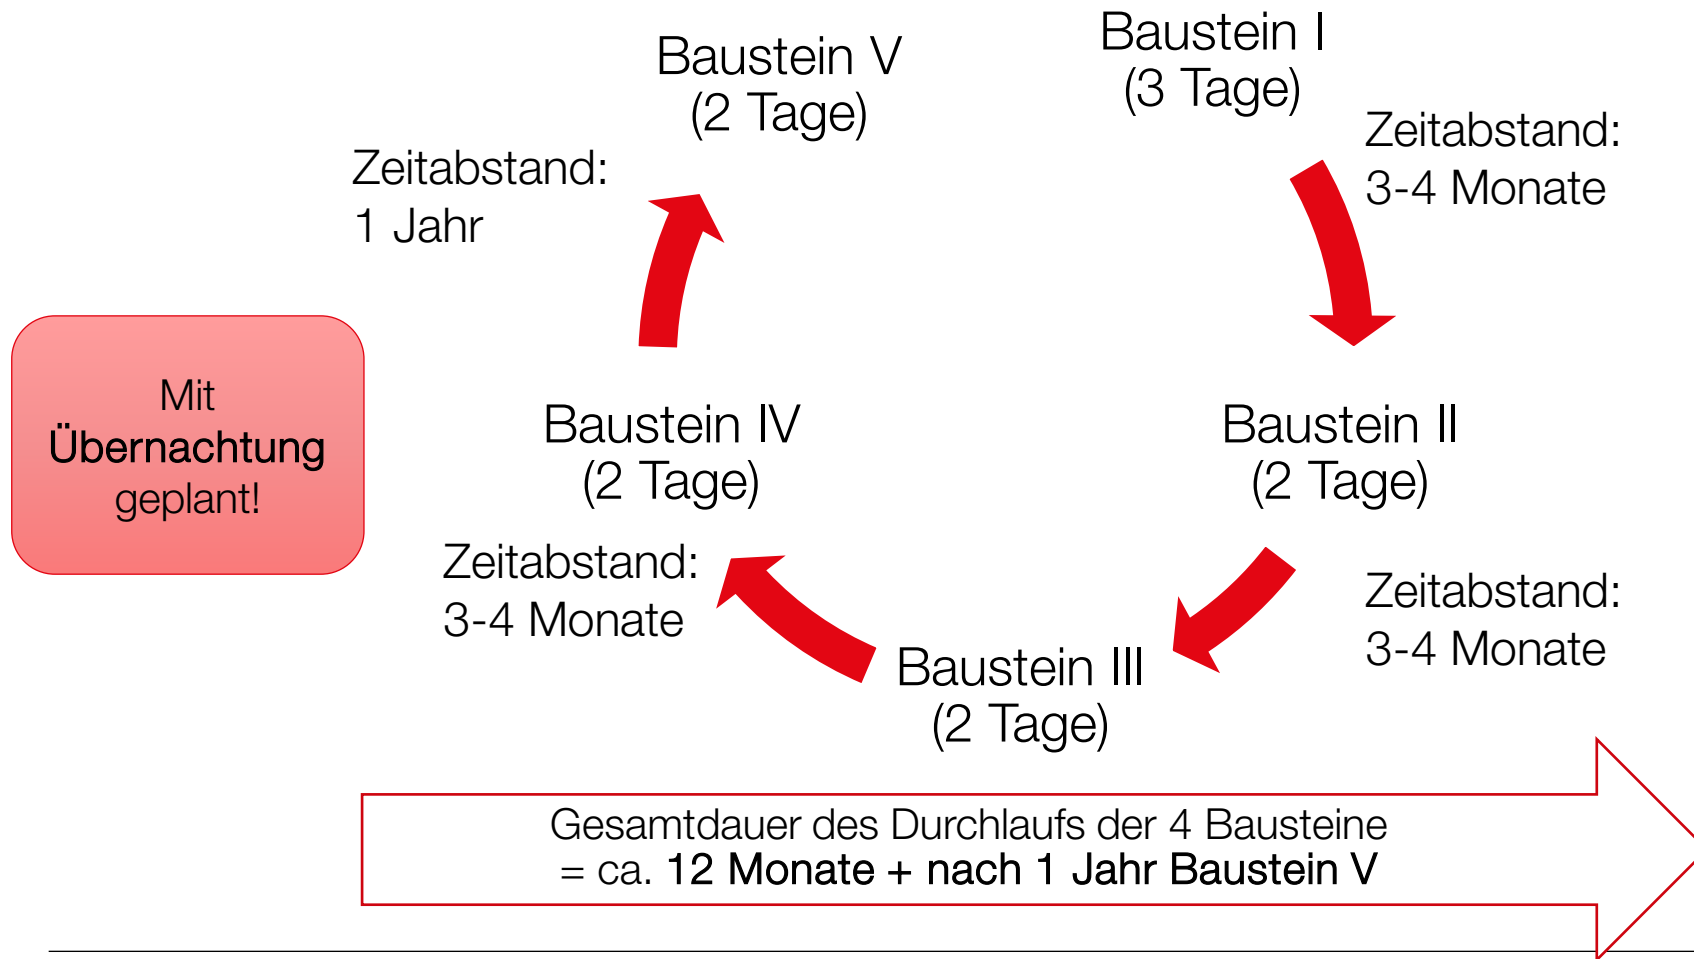 Baustein I
(3 Tage)
Zeitabstand:
3-4 Monate
Baustein II
(2 Tage)
Zeitabstand:
3-4 Monate
Baustein III
(2 Tage)
Zeitabstand:
3-4 Monate
Baustein IV
(2 Tage)
Zeitabstand:
1 Jahr
Baustein V
(2 Tage)
Mit
Übernachtung
geplant!
Gesamtdauer des Durchlaufs der 4 Bausteine
= ca. 12 Monate + nach 1 Jahr Baustein V